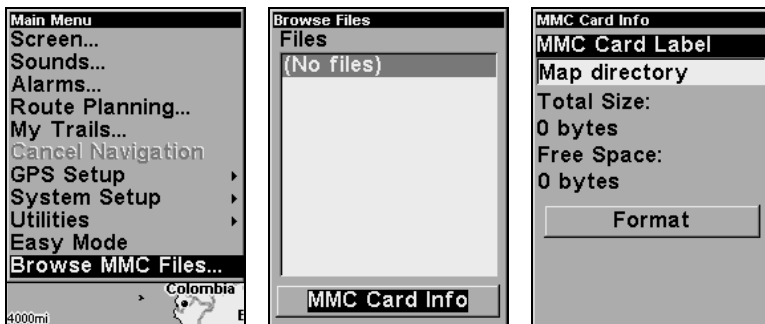 Main Menu
Screen...
Sounds...
Alarms...
Route Planning...
My Trails...
Cancel Navigation
GPS Setup
System Setup
Utilities
Easy Mode
Browse MMC Files...
Colombia
4000mi
E
Browse Files
Files
(No files)
MMC Card Info
MMC Card Info
MMC Card Label
Map directory
Total Size:
0 bytes
Free Space:
0 bytes
Format